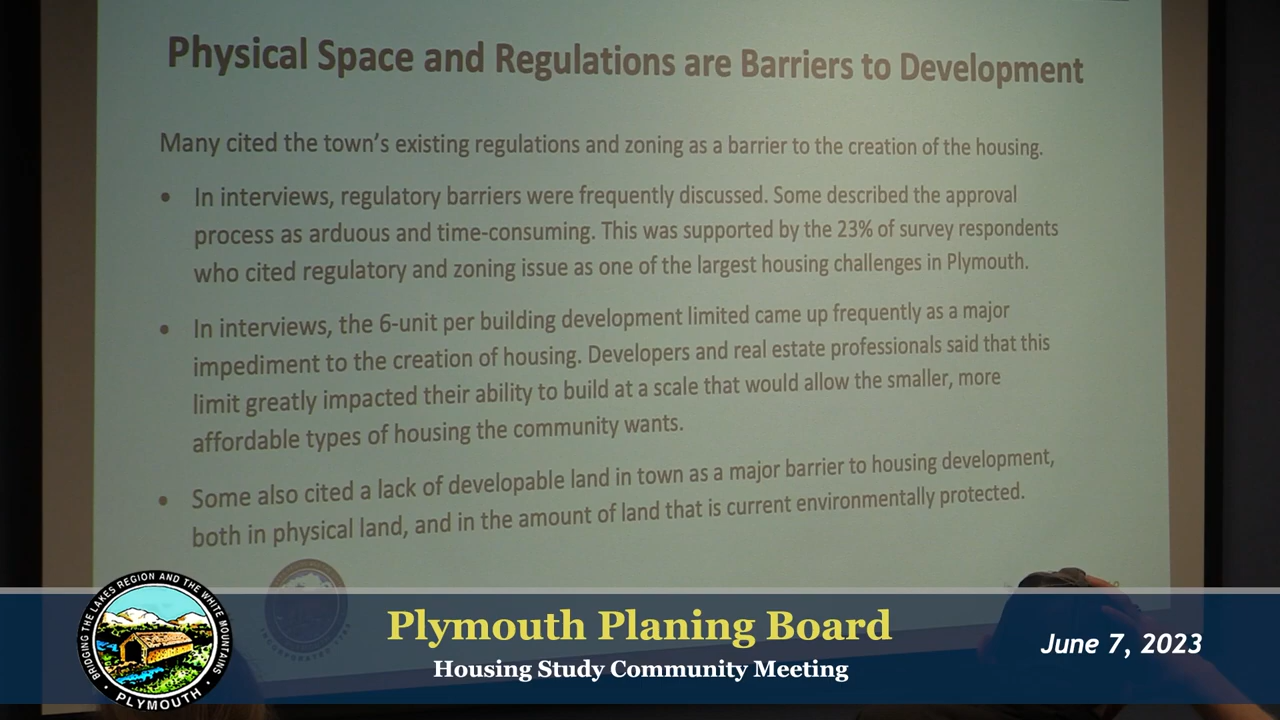 Physical Space and Regulations are Barriers to Development
Many cited the town's existing regulations and zoning as a barrier to the creation of the housing.
• In interviews, regulatory barriers were frequently discussed. Some described the approval
process as arduous and time-consuming. This was supported by the 23% of survey respondents
who cited regulatory and zoning issue as one of the largest housing challenges in Plymouth.
• In interviews, the 6-unit per building development limited came up frequently as a major
impediment to the creation of housing. Developers and real estate professionals said that this
limit greatly impacted their ability to build at a scale that would allow the smaller, more
affordable types of housing the community wants.
• Some also cited a lack of developable land in town as a major barrier to housing development,
both in physical land, and in the amount of land that is current environmentally protected.
BRIDGING THE LAKES REGION AND THE WHITE MOUNTAINS
• PLYMOUTH •
Plymouth Planing Board
Housing Study Community Meeting
June 7, 2023